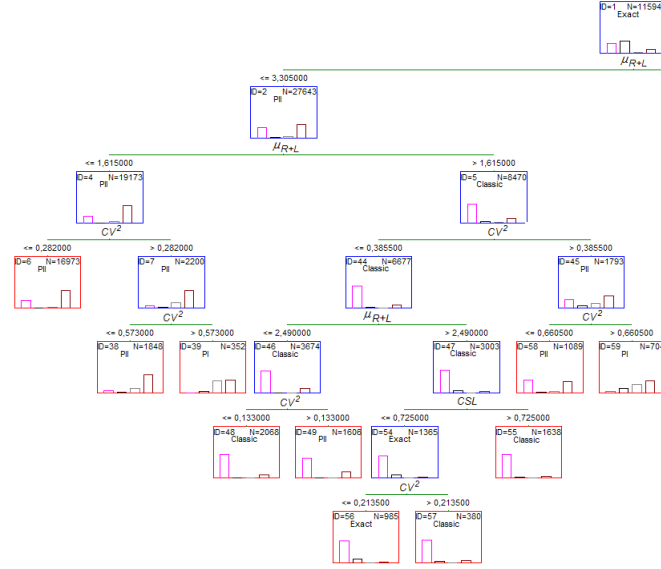 ID=1 N=11594
Exact
μR+L
<= 3,305000
ID=2 N=27643
PII
μR+L
<= 1,615000 > 1,615000
ID=4 N=19173 ID=5 N=8470
PII Classic
CV² CV²
<= 0,282000 > 0,282000 <= 0,385500 > 0,385500
ID=6 N=16973 ID=7 N=2200 ID=44 N=6677 ID=45 N=1793
PII PII Classic PII
CV² μR+L CV²
<= 0,573000 > 0,573000 <= 2,490000 > 2,490000 <= 0,660500 > 0,660500
ID=38 N=1848 ID=39 N=352 ID=46 N=3674 ID=47 N=3003 ID=58 N=1089 ID=59 N=704
PII PI Classic Classic PII PI
CV² CSL
<= 0,133000 > 0,133000 <= 0,725000 > 0,725000
ID=48 N=2068 ID=49 N=1606 ID=54 N=1365 ID=55 N=1638
Classic PII Exact Classic
CV²
<= 0,213500 > 0,213500
ID=56 N=985 ID=57 N=380
Exact Classic